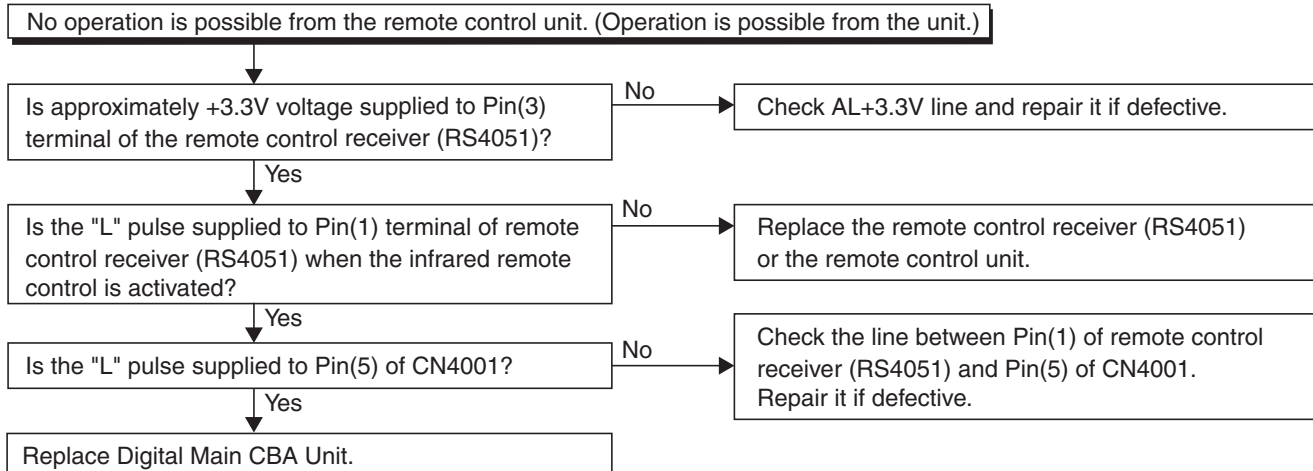 No operation is possible from the remote control unit. (Operation is possible from the unit.)
Is approximately +3.3V voltage supplied to Pin(3)
terminal of the remote control receiver (RS4051)?
No
Check AL+3.3V line and repair it if defective.
Yes
Is the "L" pulse supplied to Pin(1) terminal of remote
control receiver (RS4051) when the infrared remote
control is activated?
No
Replace the remote control receiver (RS4051)
or the remote control unit.
Yes
Is the "L" pulse supplied to Pin(5) of CN4001?
No
Check the line between Pin(1) of remote control
receiver (RS4051) and Pin(5) of CN4001.
Repair it if defective.
Yes
Replace Digital Main CBA Unit.